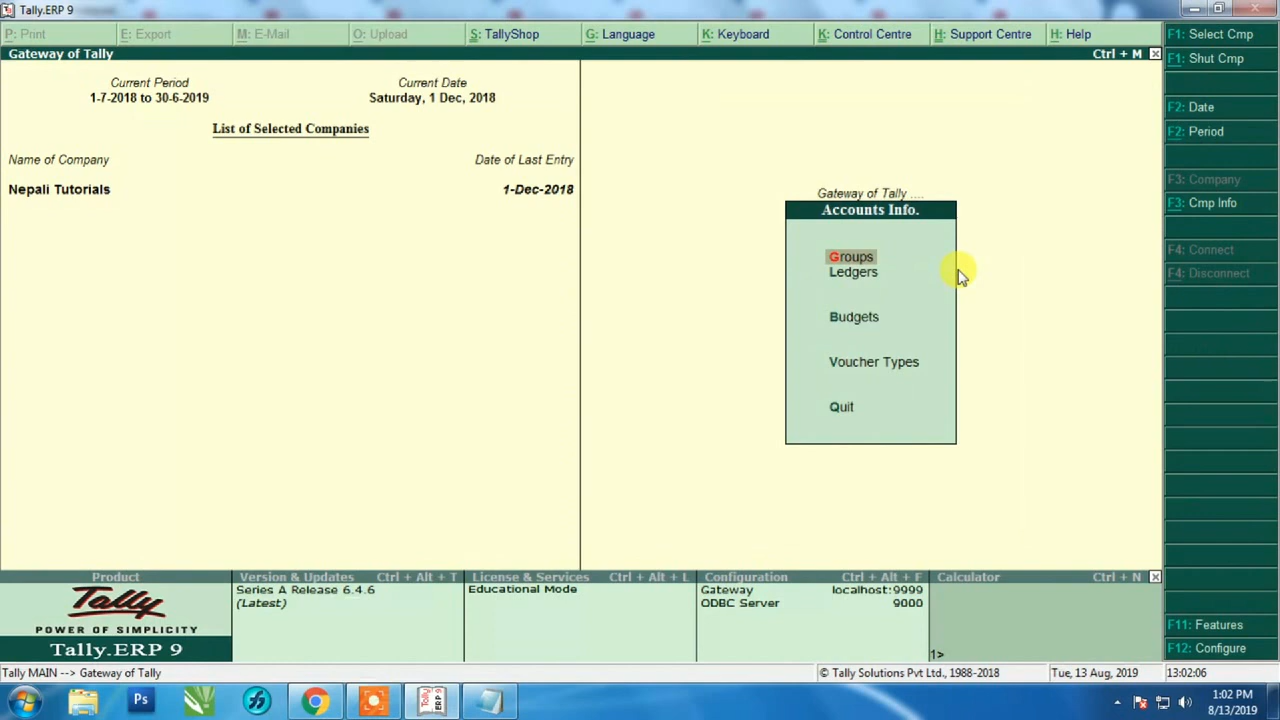 Tally.ERP 9
P: Print
E: Export
M: E-Mail
O: Upload
S: TallyShop
G: Language
K: Keyboard
K: Control Centre
H: Support Centre
H: Help
F1: Select Cmp
F1: Shut Cmp
F2: Date
F2: Period
F3: Company
F3: Cmp Info
F4: Connect
F4: Disconnect
F11: Features
F12: Configure
Gateway of Tally
Ctrl + M
Current Period
1-7-2018 to 30-6-2019
Current Date
Saturday, 1 Dec, 2018
List of Selected Companies
Name of Company
Date of Last Entry
Nepali Tutorials
1-Dec-2018
Gateway of Tally ....
Accounts Info.
Groups
Ledgers
Budgets
Voucher Types
Quit
Product
Tally
POWER OF SIMPLICITY
Tally.ERP 9
Version & Updates Ctrl + Alt + T
Series A Release 6.4.6
(Latest)
License & Services Ctrl + Alt + L
Educational Mode
Configuration Ctrl + Alt + F
Gateway localhost:9999
ODBC Server 9000
Calculator Ctrl + N
1>
Tally MAIN --> Gateway of Tally
© Tally Solutions Pvt Ltd., 1988-2018
Tue, 13 Aug, 2019
13:02:06
Ps
Tally
ERP 9
1:02 PM
8/13/2019